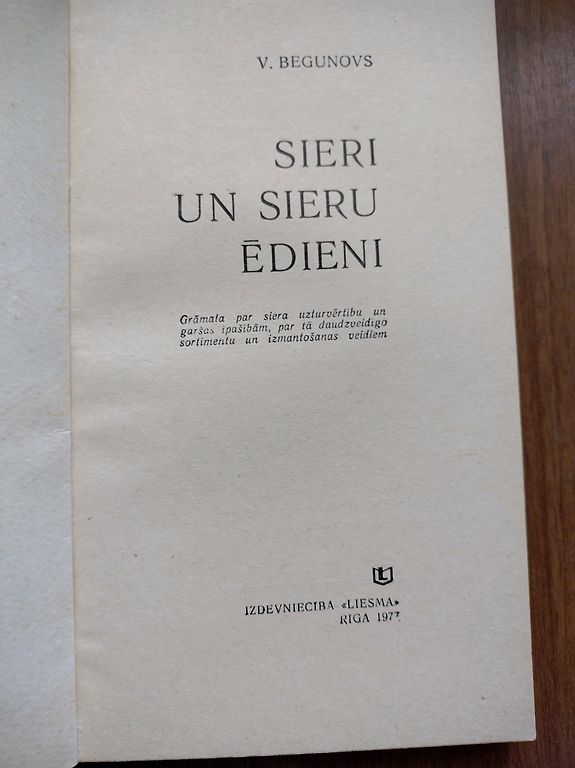 V. BEGUNOVS
SIERI
UN SIERU
ĒDIENI
Grāmata par siera uzturvērtību un
garšas īpašībām, par tā daudzveidīgo
sortimentu un izmantošanas veidiem
L
IZDEVNIECĪBA «LIESMA»
RĪGA 1977